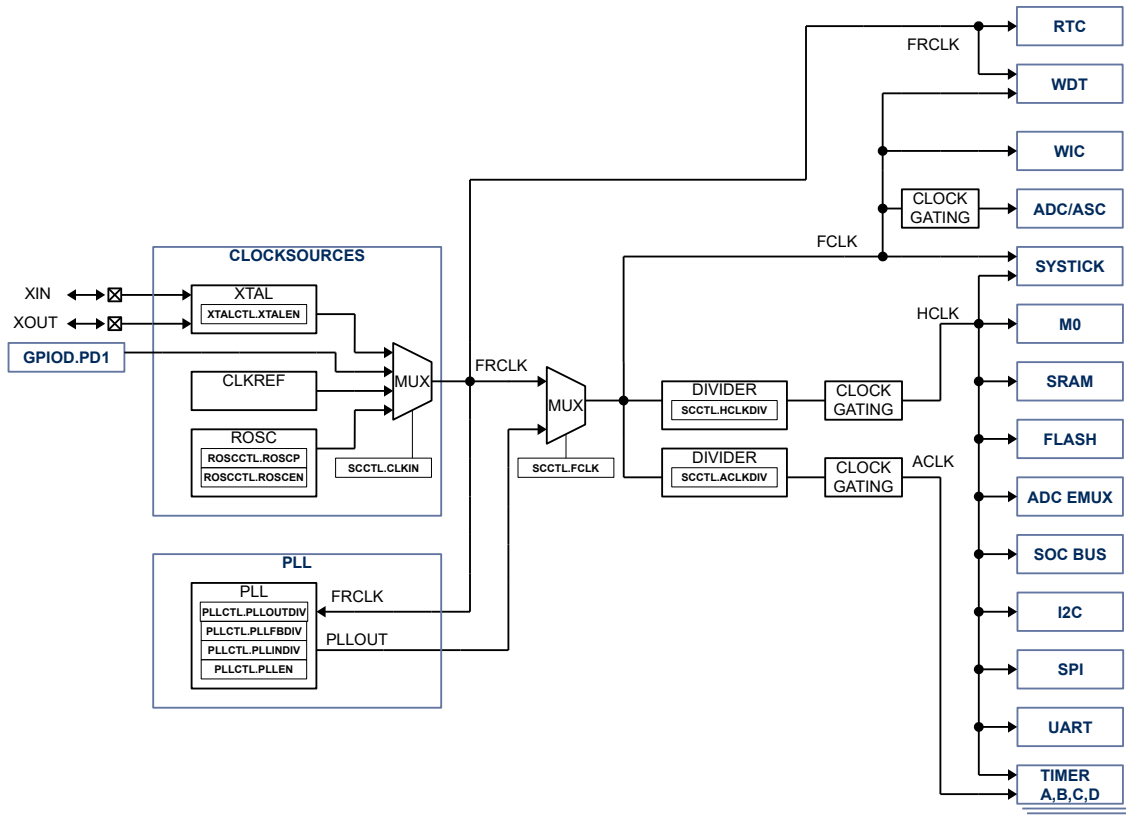 RTC
FRCLK
WDT
WIC
CLOCK
GATING
ADC/ASC
FCLK
CLOCKSOURCES
SYSTICK
XIN
XTAL
XTALCTL.XTALEN
XOUT
HCLK
M0
GPIOD.PD1
FRCLK
CLKREF
MUX
SRAM
MUX
DIVIDER
SCCTL.HCLKDIV
CLOCK
GATING
ROSC
ROSCCTL.ROSCP
ROSCCTL.ROSCEN
FLASH
SCCTL.CLKIN
SCCTL.FCLK
DIVIDER
SCCTL.ACLKDIV
CLOCK
GATING
ACLK
ADC EMUX
SOC BUS
PLL
PLL
FRCLK
PLLCTL.PLLOUTDIV
PLLCTL.PLLFBDIV
PLLCTL.PLLINDIV
PLLCTL.PLLEN
PLLOUT
I2C
SPI
UART
TIMER
A,B,C,D